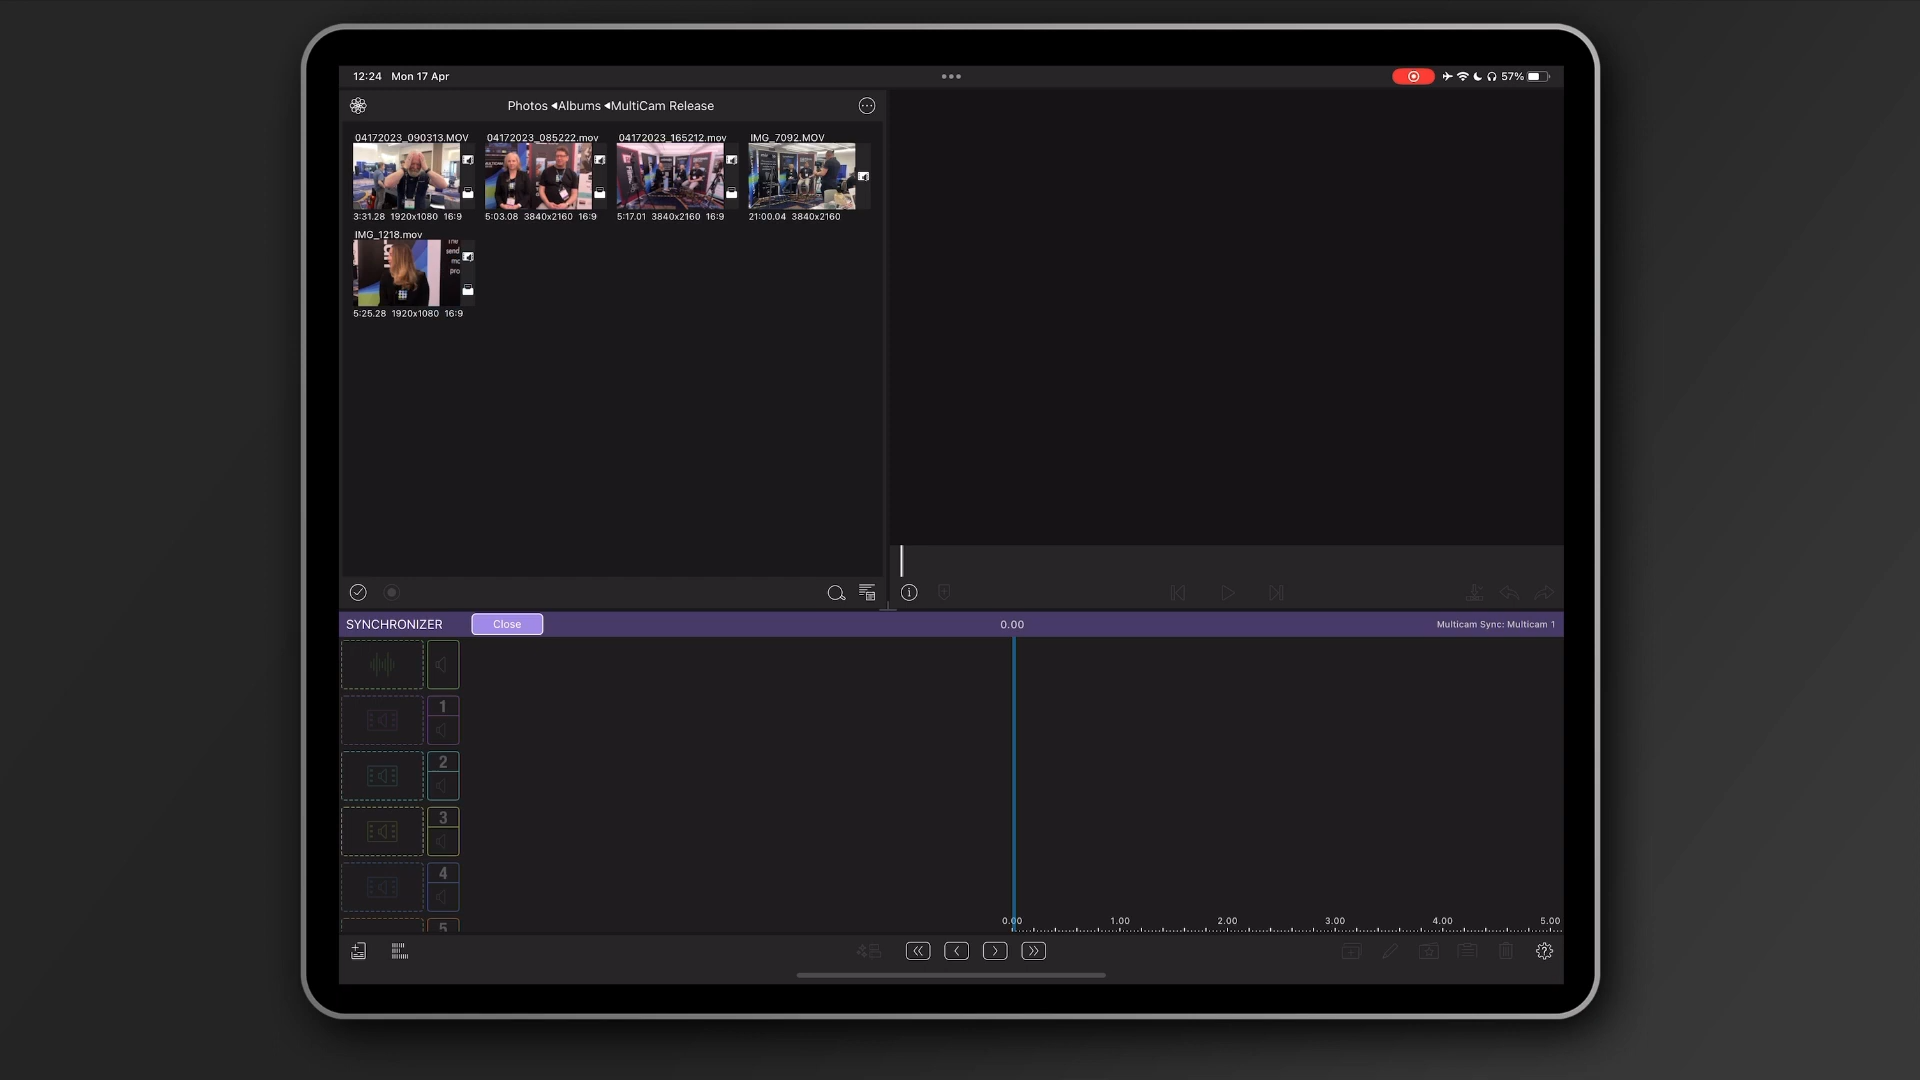 12:24 Mon 17 Apr
57%
Photos ◂Albums ◂MultiCam Release
04172023_090313.MOV
04172023_085222.mov
04172023_165212.mov
IMG_7092.MOV
3:31.28 1920x1080 16:9
5:03.08 3840x2160 16:9
5:17.01 3840x2160 16:9
21:00.04 3840x2160
IMG_1218.mov
send
pro
5:25.28 1920x1080 16:9
SYNCHRONIZER
Close
0.00
Multicam Sync: Multicam 1
1
2
3
4
5
0.00 1.00 2.00 3.00 4.00 5.00